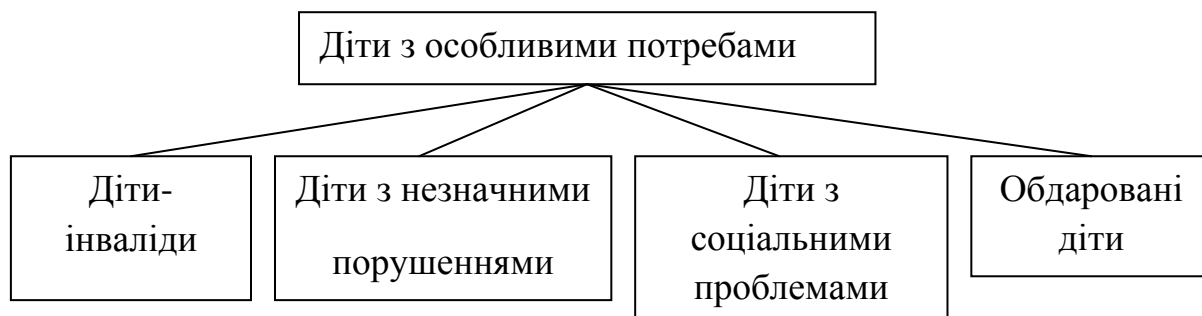 Діти з особливими потребами
Діти-
інваліди
Діти з незначними
порушеннями
Діти з
соціальними
проблемами
Обдаровані
діти